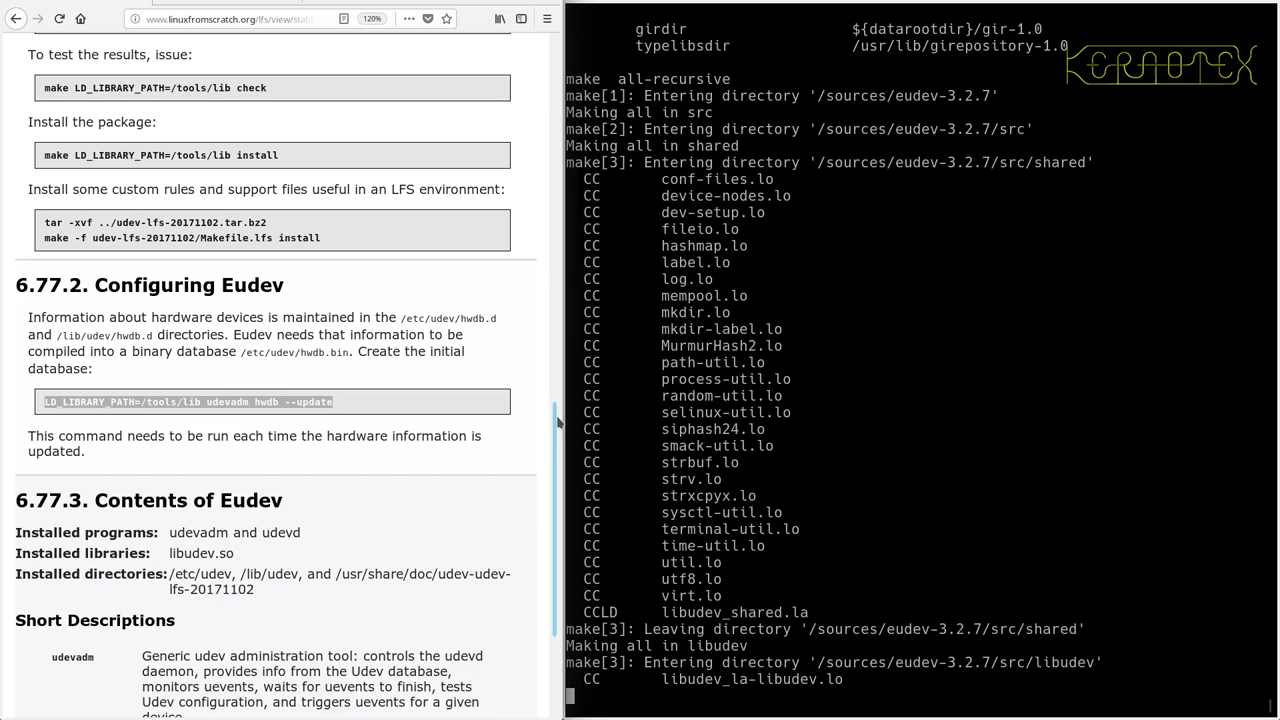 www.linuxfromscratch.org/lfs/view/stab
120%
To test the results, issue:
make LD_LIBRARY_PATH=/tools/lib check
Install the package:
make LD_LIBRARY_PATH=/tools/lib install
Install some custom rules and support files useful in an LFS environment:
tar -xvf ../udev-lfs-20171102.tar.bz2
make -f udev-lfs-20171102/Makefile.lfs install
6.77.2. Configuring Eudev
Information about hardware devices is maintained in the /etc/udev/hwdb.d
and /lib/udev/hwdb.d directories. Eudev needs that information to be
compiled into a binary database /etc/udev/hwdb.bin. Create the initial
database:
LD_LIBRARY_PATH=/tools/lib udevadm hwdb --update
This command needs to be run each time the hardware information is
updated.
6.77.3. Contents of Eudev
Installed programs: udevadm and udevd
Installed libraries: libudev.so
Installed directories: /etc/udev, /lib/udev, and /usr/share/doc/udev-udev-
lfs-20171102
Short Descriptions
udevadm Generic udev administration tool: controls the udevd
daemon, provides info from the Udev database,
monitors uevents, waits for uevents to finish, tests
Udev configuration, and triggers uevents for a given
device.
girdir ${datarootdir}/gir-1.0
typelibsdir /usr/lib/girepository-1.0
KERAOTEX
make  all-recursive
make[1]: Entering directory '/sources/eudev-3.2.7'
Making all in src
make[2]: Entering directory '/sources/eudev-3.2.7/src'
Making all in shared
make[3]: Entering directory '/sources/eudev-3.2.7/src/shared'
CC conf-files.lo
CC device-nodes.lo
CC dev-setup.lo
CC fileio.lo
CC hashmap.lo
CC label.lo
CC log.lo
CC mempool.lo
CC mkdir.lo
CC mkdir-label.lo
CC MurmurHash2.lo
CC path-util.lo
CC process-util.lo
CC random-util.lo
CC selinux-util.lo
CC siphash24.lo
CC smack-util.lo
CC strbuf.lo
CC strv.lo
CC strxcpyx.lo
CC sysctl-util.lo
CC terminal-util.lo
CC time-util.lo
CC util.lo
CC utf8.lo
CC virt.lo
CCLD libudev_shared.la
make[3]: Leaving directory '/sources/eudev-3.2.7/src/shared'
Making all in libudev
make[3]: Entering directory '/sources/eudev-3.2.7/src/libudev'
CC libudev_la-libudev.lo